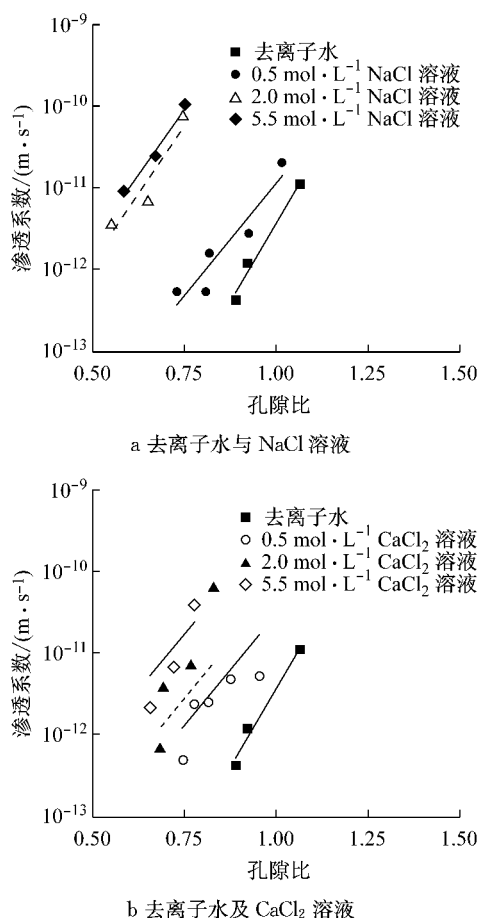 10⁻⁹
■ 去离子水
● 0.5 mol · L⁻¹ NaCl 溶液
△ 2.0 mol · L⁻¹ NaCl 溶液
◆ 5.5 mol · L⁻¹ NaCl 溶液
10⁻¹⁰
10⁻¹¹
10⁻¹²
10⁻¹³
渗透系数/(m · s⁻¹)
0.50 0.75 1.00 1.25 1.50
孔隙比
a 去离子水与 NaCl 溶液
10⁻⁹
■ 去离子水
○ 0.5 mol · L⁻¹ CaCl₂ 溶液
▲ 2.0 mol · L⁻¹ CaCl₂ 溶液
◇ 5.5 mol · L⁻¹ CaCl₂ 溶液
10⁻¹⁰
10⁻¹¹
10⁻¹²
10⁻¹³
渗透系数/(m · s⁻¹)
0.50 0.75 1.00 1.25 1.50
孔隙比
b 去离子水及 CaCl₂ 溶液